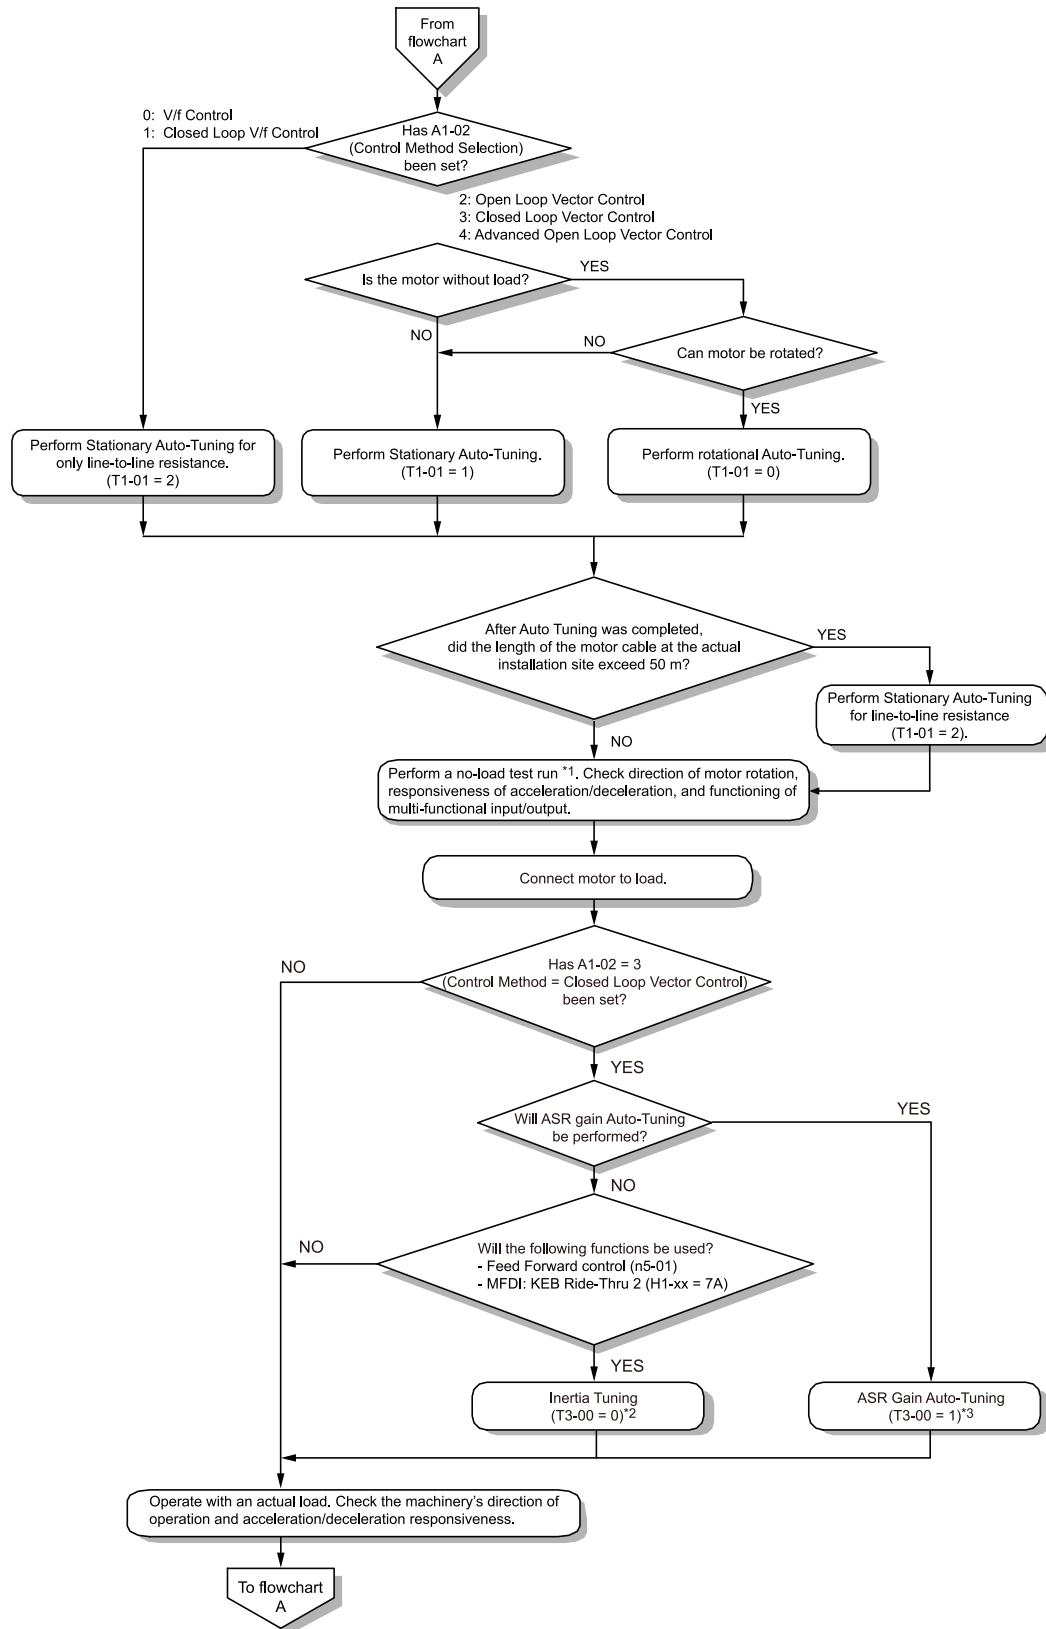 From
flowchart
A
0: V/f Control
1: Closed Loop V/f Control
Has A1-02
(Control Method Selection)
been set?
2: Open Loop Vector Control
3: Closed Loop Vector Control
4: Advanced Open Loop Vector Control
Is the motor without load?
YES
NO
NO
Can motor be rotated?
YES
Perform Stationary Auto-Tuning for
only line-to-line resistance.
(T1-01 = 2)
Perform Stationary Auto-Tuning.
(T1-01 = 1)
Perform rotational Auto-Tuning.
(T1-01 = 0)
After Auto Tuning was completed,
did the length of the motor cable at the actual
installation site exceed 50 m?
YES
Perform Stationary Auto-Tuning
for line-to-line resistance
(T1-01 = 2).
NO
Perform a no-load test run *1. Check direction of motor rotation,
responsiveness of acceleration/deceleration, and functioning of
multi-functional input/output.
Connect motor to load.
NO
Has A1-02 = 3
(Control Method = Closed Loop Vector Control)
been set?
YES
Will ASR gain Auto-Tuning
be performed?
YES
NO
NO
Will the following functions be used?
- Feed Forward control (n5-01)
- MFDI: KEB Ride-Thru 2 (H1-xx = 7A)
YES
Inertia Tuning
(T3-00 = 0)*2
ASR Gain Auto-Tuning
(T3-00 = 1)*3
Operate with an actual load. Check the machinery's direction of
operation and acceleration/deceleration responsiveness.
To flowchart
A